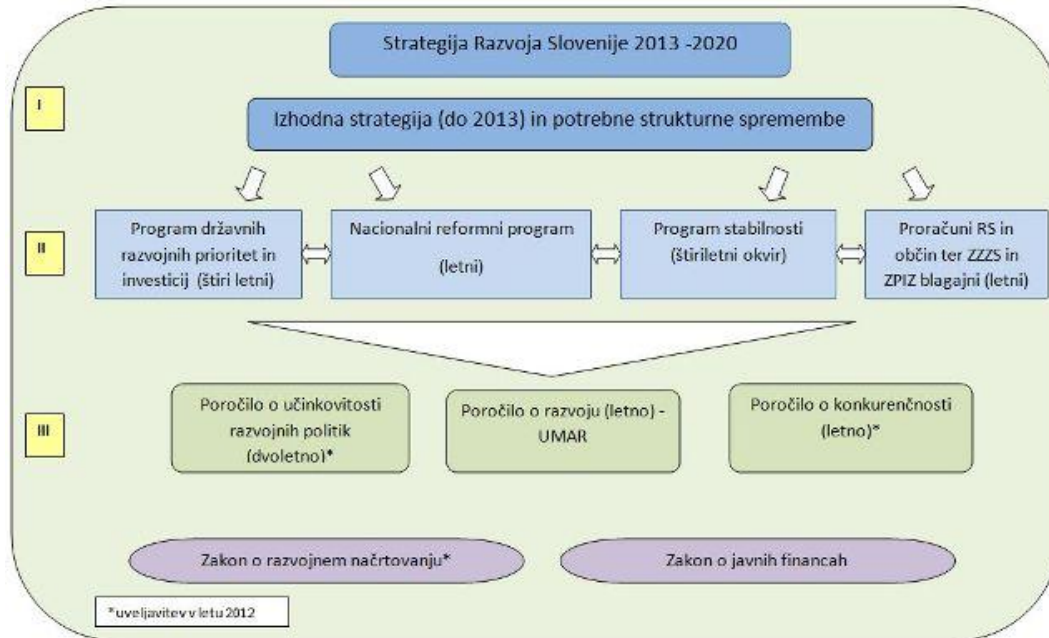 Strategija Razvoja Slovenije 2013 -2020
I
Izhodna strategija (do 2013) in potrebne strukturne spremembe
II
Program državnih
razvojnih prioritet in
investicij (štiri letni)
Nacionalni reformni program
(letni)
Program stabilnosti
(štiriletni okvir)
Proračuni RS in
občin ter ZZZS in
ZPIZ blagajni (letni)
III
Poročilo o učinkovitosti
razvojnih politik
(dvoletno)*
Poročilo o razvoju (letno) -
UMAR
Poročilo o konkurenčnosti
(letno)*
Zakon o razvojnem načrtovanju*
Zakon o javnih financah
*uveljavitev v letu 2012